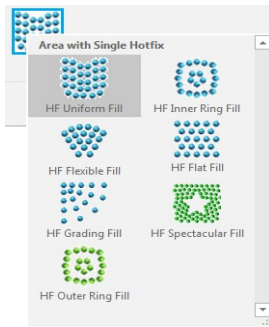 Area with Single Hotfix
HF Uniform Fill
HF Inner Ring Fill
HF Flexible Fill
HF Flat Fill
HF Grading Fill
HF Spectacular Fill
HF Outer Ring Fill